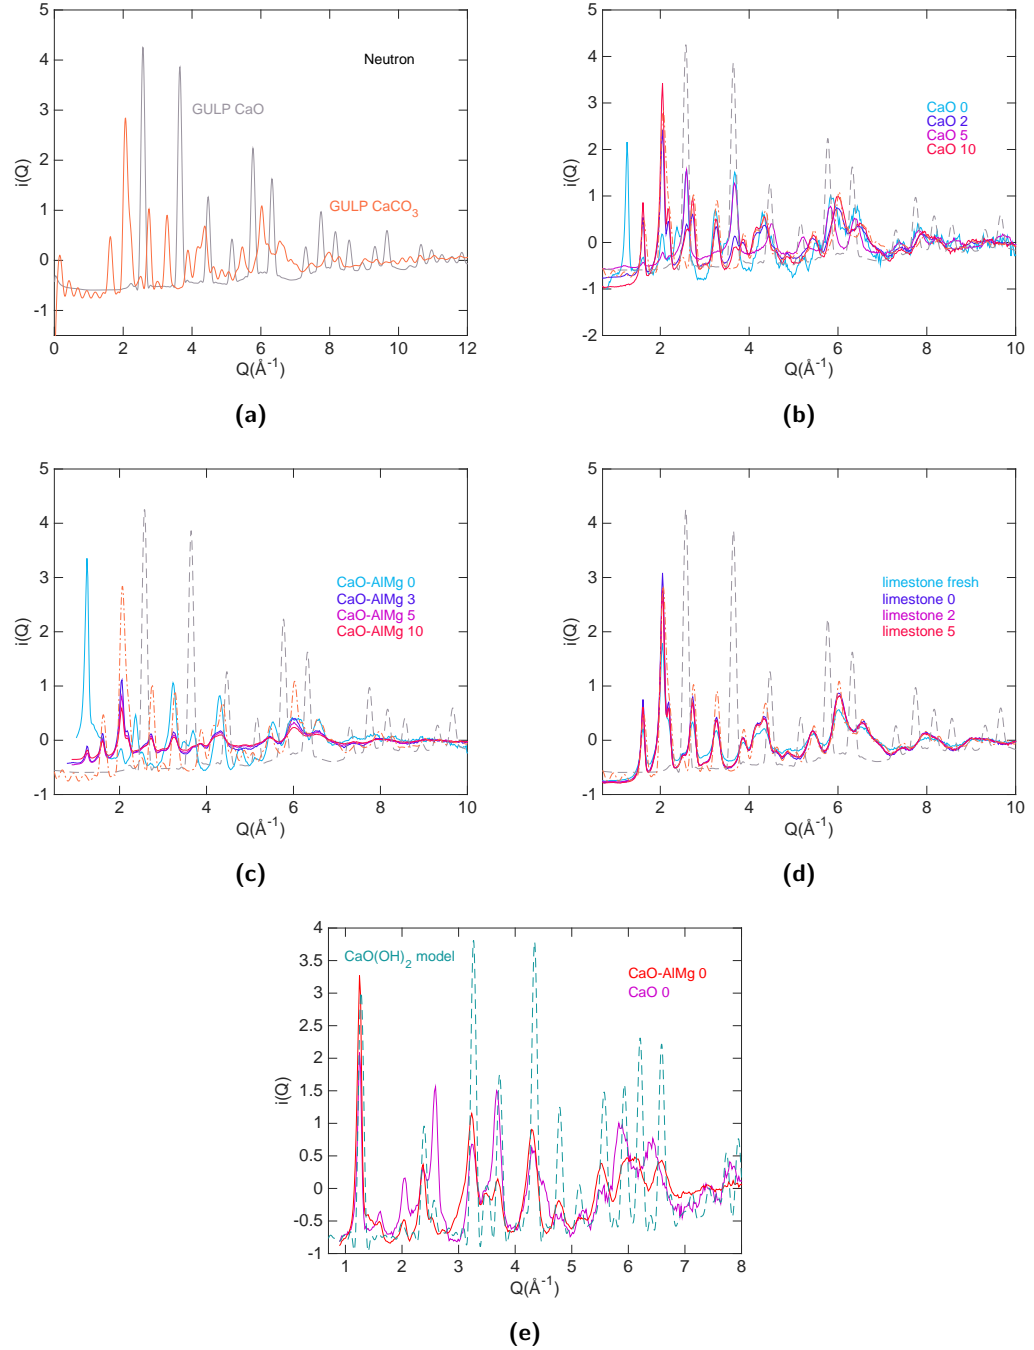 5
4
3
2
1
0
-1
i(Q)
Neutron
GULP CaO
GULP CaCO3
0 2 4 6 8 10 12
Q(Å-1)
(a)
5
4
3
2
1
0
-1
-2
i(Q)
CaO 0
CaO 2
CaO 5
CaO 10
2 4 6 8 10
Q(Å-1)
(b)
5
4
3
2
1
0
-1
i(Q)
CaO-AlMg 0
CaO-AlMg 3
CaO-AlMg 5
CaO-AlMg 10
2 4 6 8 10
Q(Å-1)
(c)
5
4
3
2
1
0
-1
i(Q)
limestone fresh
limestone 0
limestone 2
limestone 5
2 4 6 8 10
Q(Å-1)
(d)
4
3.5
3
2.5
2
1.5
1
0.5
0
-0.5
-1
i(Q)
CaO(OH)2 model
CaO-AlMg 0
CaO 0
1 2 3 4 5 6 7 8
Q(Å-1)
(e)